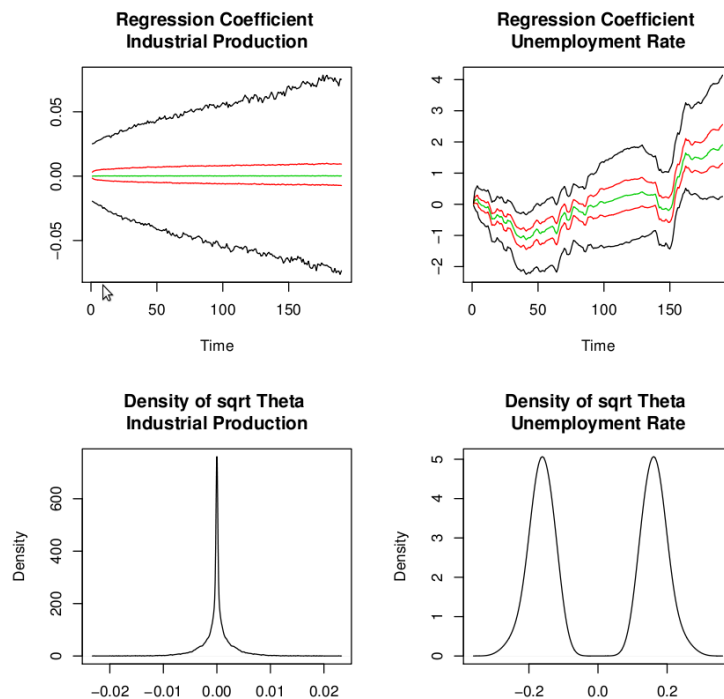 Regression Coefficient
Industrial Production
0.05
0.00
−0.05
0 50 100 150
Time
Regression Coefficient
Unemployment Rate
4
3
2
1
0
−1
−2
0 50 100 150
Time
Density of sqrt Theta
Industrial Production
Density
600
400
200
0
−0.02 −0.01 0.00 0.01 0.02
Density of sqrt Theta
Unemployment Rate
Density
5
4
3
2
1
0
−0.2 0.0 0.2